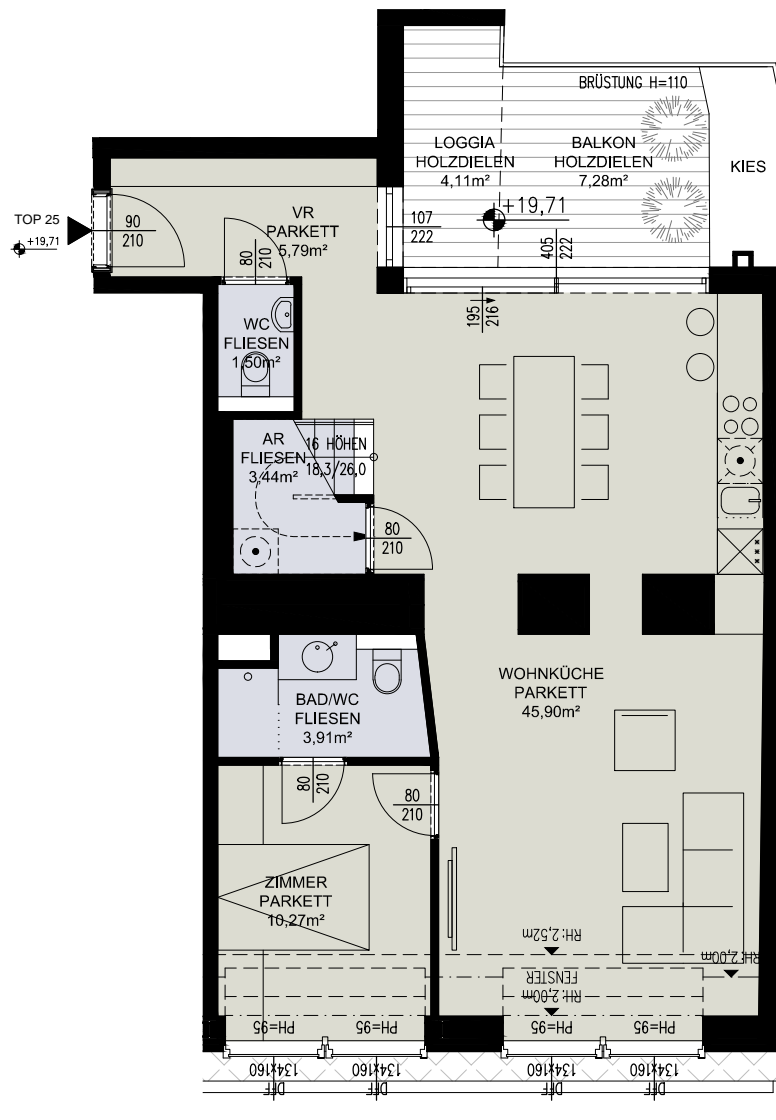 BRÜSTUNG H=110
LOGGIA
HOLZDIELEN
4,11m²
BALKON
HOLZDIELEN
7,28m²
KIES
TOP 25
+19,71
90
210
VR
PARKETT
5,79m²
107
222
+19,71
80
210
405
222
195
216
WC
FLIESEN
1,50m²
AR
FLIESEN
3,44m²
16 HÖHEN
18,3/26,0
80
210
WOHNKÜCHE
PARKETT
45,90m²
BAD/WC
FLIESEN
3,91m²
80
210
80
210
ZIMMER
PARKETT
10,27m²
RH:2,52m
RH:2,00m
FENSTER
RH:2,00m
PH=95
PH=95
PH=95
PH=95
134x160
134x160
134x160
134x160
DFF
DFF
DFF
DFF